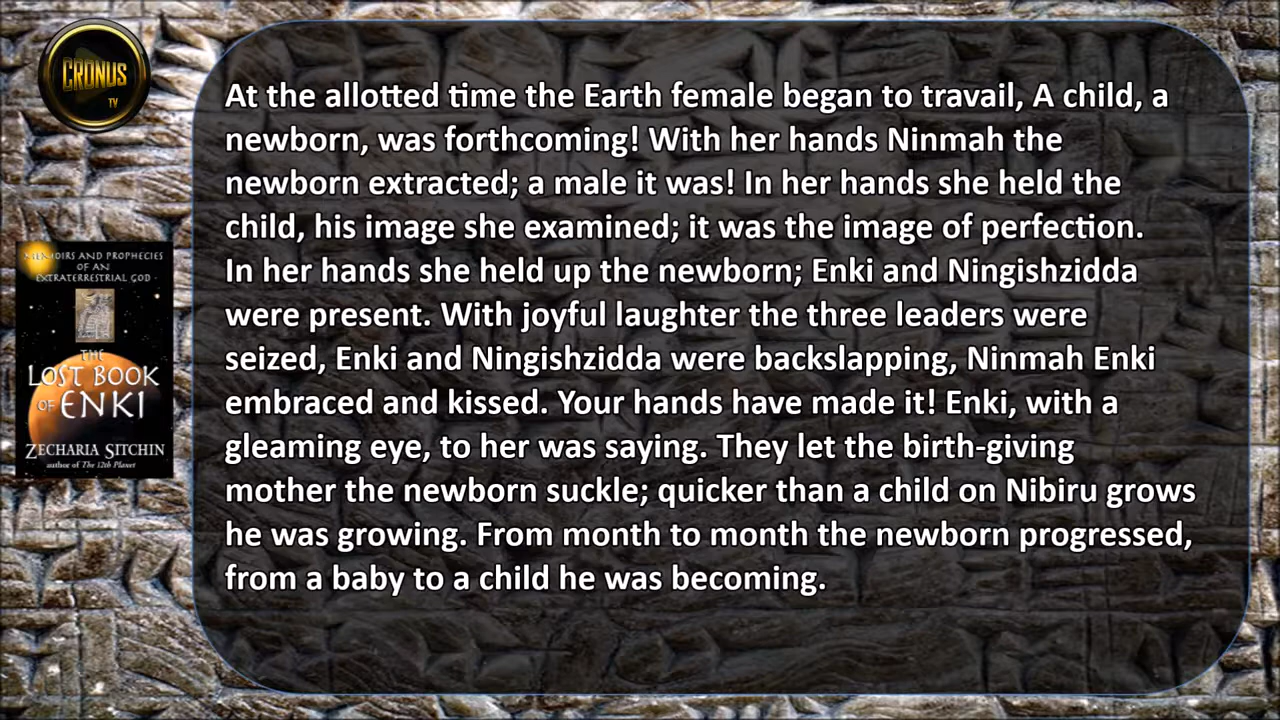 CRONUS
TV
At the allotted time the Earth female began to travail, A child, a
newborn, was forthcoming! With her hands Ninmah the
newborn extracted; a male it was! In her hands she held the
child, his image she examined; it was the image of perfection.
In her hands she held up the newborn; Enki and Ningishzidda
were present. With joyful laughter the three leaders were
seized, Enki and Ningishzidda were backslapping, Ninmah Enki
embraced and kissed. Your hands have made it! Enki, with a
gleaming eye, to her was saying. They let the birth-giving
mother the newborn suckle; quicker than a child on Nibiru grows
he was growing. From month to month the newborn progressed,
from a baby to a child he was becoming.
MEMOIRS AND PROPHECIES
OF AN
EXTRATERRESTRIAL GOD
THE
LOST BOOK
OF ENKI
ZECHARIA SITCHIN
author of The 12th Planet